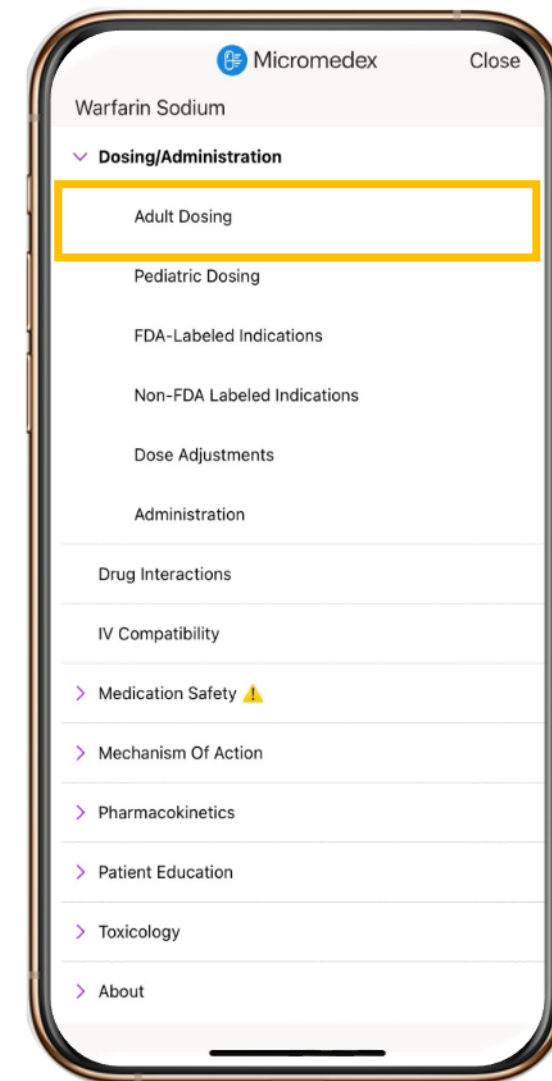 Micromedex Close
Warfarin Sodium
Dosing/Administration
Adult Dosing
Pediatric Dosing
FDA-Labeled Indications
Non-FDA Labeled Indications
Dose Adjustments
Administration
Drug Interactions
IV Compatibility
Medication Safety ⚠️
Mechanism Of Action
Pharmacokinetics
Patient Education
Toxicology
About